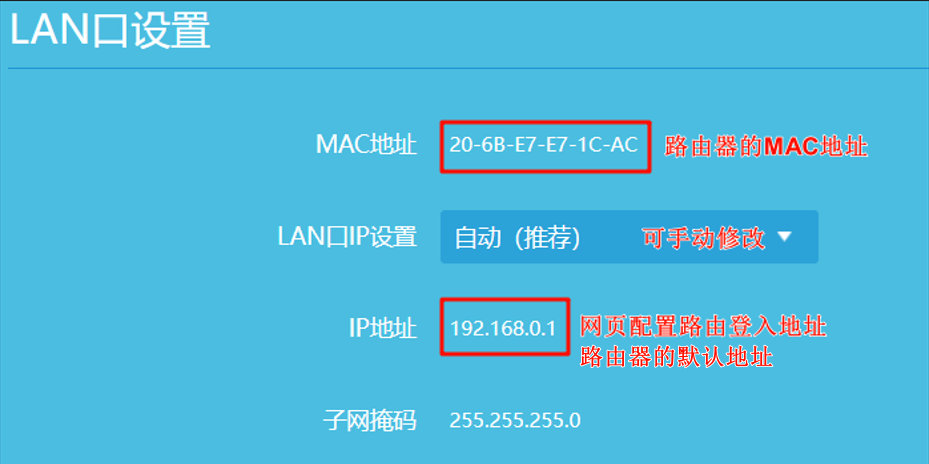 LAN口设置
MAC地址 20-6B-E7-E7-1C-AC 路由器的MAC地址
LAN口IP设置 自动（推荐） 可手动修改
IP地址 192.168.0.1 网页配置路由登入地址
路由器的默认地址
子网掩码 255.255.255.0